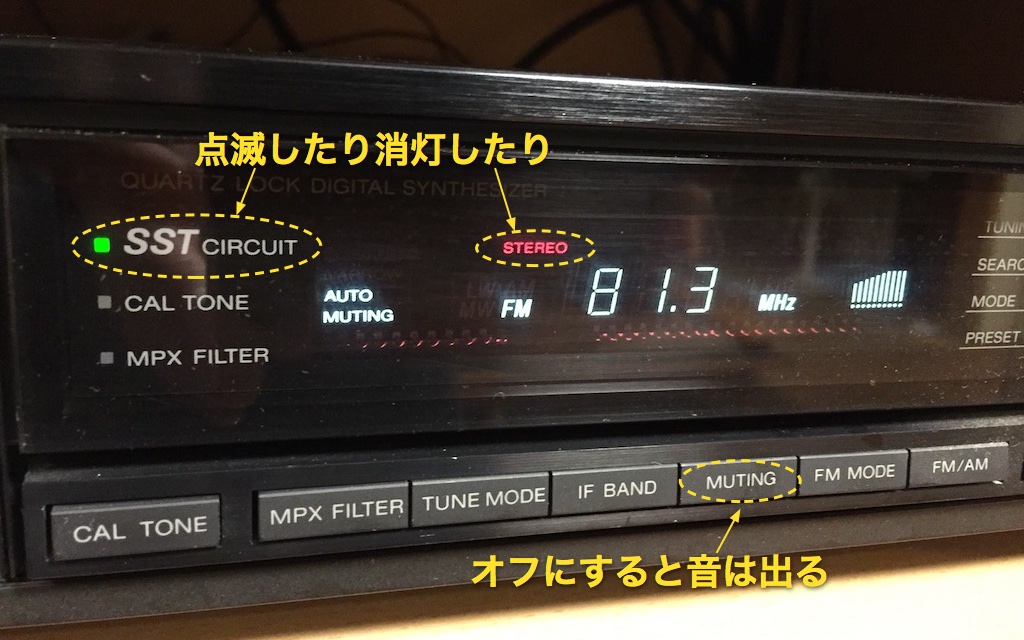 点滅したり消灯したり
QUARTZ LOCK DIGITAL SYNTHESIZER
SST CIRCUIT
STEREO
CAL TONE
AUTO
MUTING
FM
81.3
MHz
MPX FILTER
SEARC
MODE
PRESET
CAL TONE
MPX FILTER
TUNE MODE
IF BAND
MUTING
FM MODE
FM/AM
オフにすると音は出る